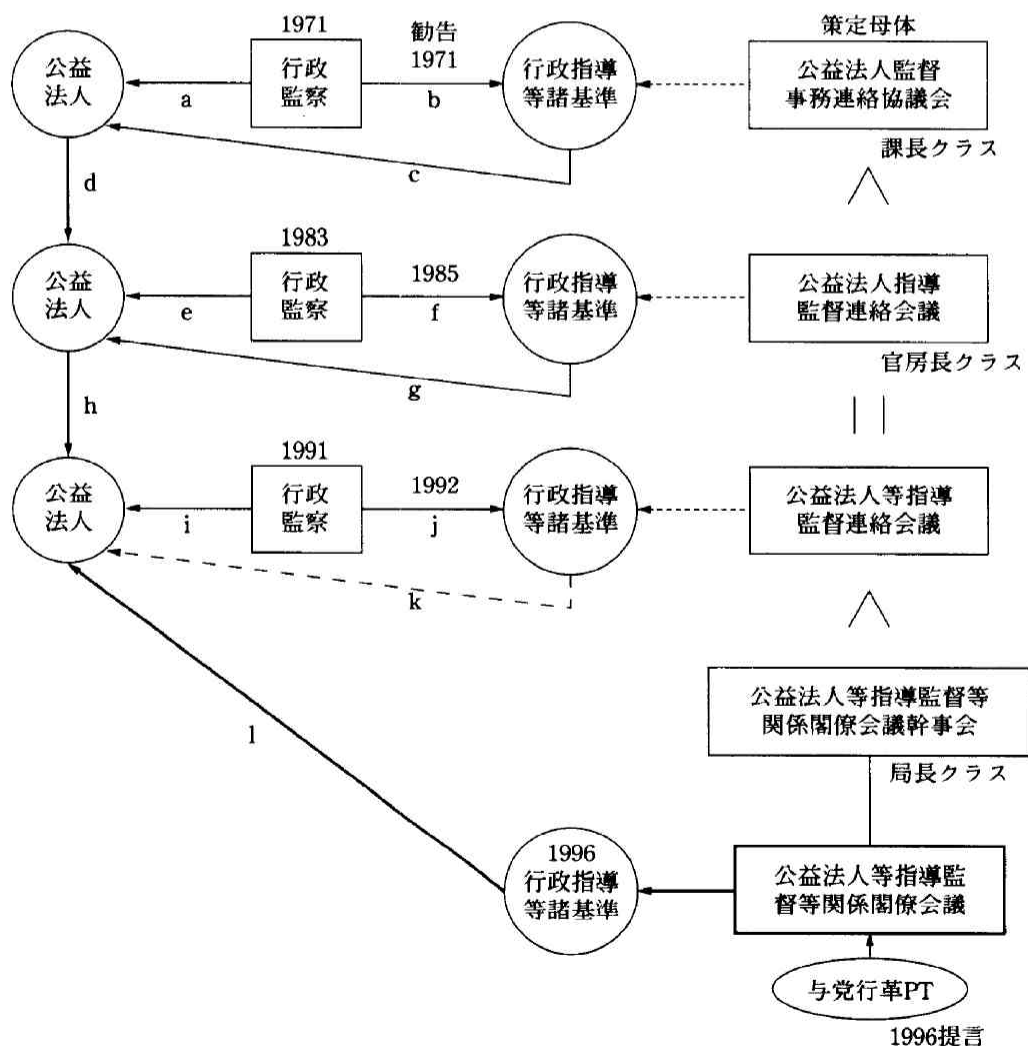 1971
勧告
1971
策定母体
公益
法人
行政
監察
行政指導
等諸基準
公益法人監督
事務連絡協議会
a
b
課長クラス
c
d
1983
1985
公益
法人
行政
監察
行政指導
等諸基準
公益法人指導
監督連絡会議
e
f
官房長クラス
g
h
1991
1992
公益
法人
行政
監察
行政指導
等諸基準
公益法人等指導
監督連絡会議
i
j
k
公益法人等指導監督等
関係閣僚会議幹事会
局長クラス
l
1996
行政指導
等諸基準
公益法人等指導監
督等関係閣僚会議
与党行革PT
1996提言